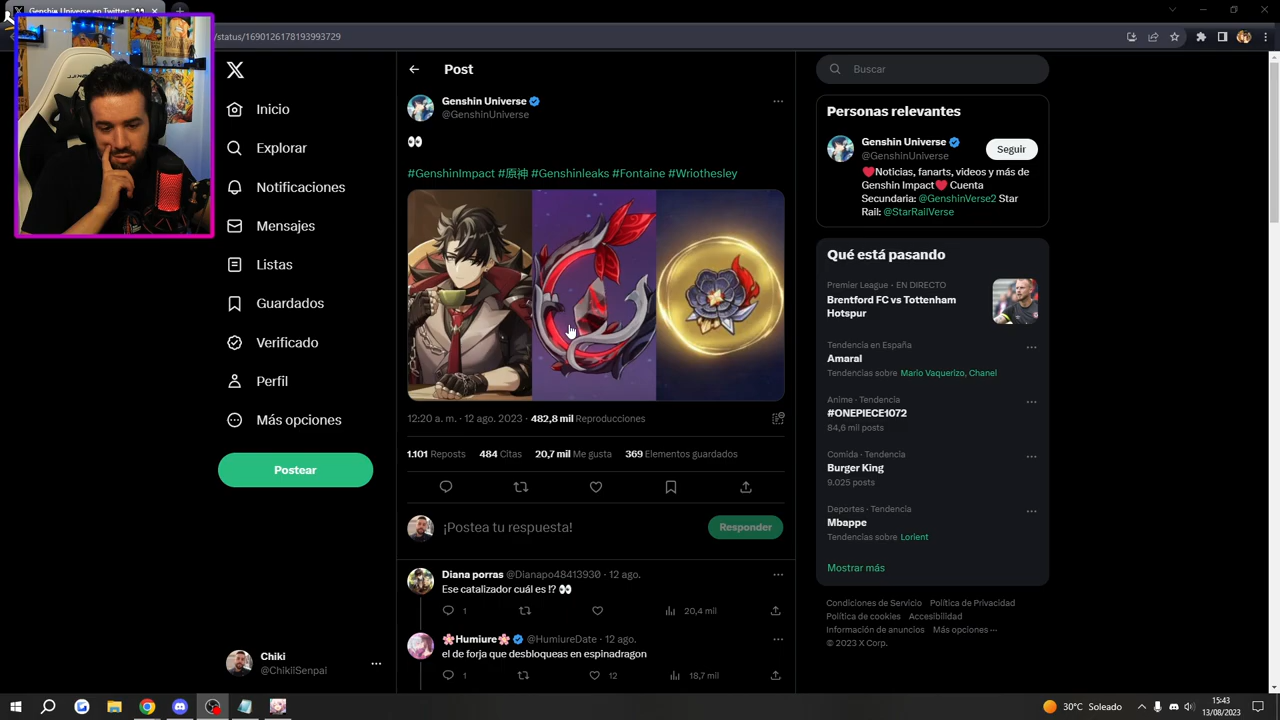 Genshin Universe en Twitter: "👀
/status/1690126178193993729
Inicio
Explorar
Notificaciones
Mensajes
Listas
Guardados
Verificado
Perfil
Más opciones
Postear
Chiki
@ChikiiSenpai
Post
Genshin Universe
@GenshinUniverse
👀
#GenshinImpact #原神 #Genshinleaks #Fontaine #Wriothesley
12:20 a. m. · 12 ago. 2023 · 482,8 mil Reproducciones
1.101 Reposts 484 Citas 20,7 mil Me gusta 369 Elementos guardados
¡Postea tu respuesta!
Responder
Diana porras @Dianapo48413930 · 12 ago.
Ese catalizador cuál es !? 👀
1 20,4 mil
🌸Humiure🌸 @HumIureDate · 12 ago.
el de forja que desbloqueas en espinadragon
1 12 18,7 mil
Buscar
Personas relevantes
Genshin Universe
@GenshinUniverse
Seguir
❤️Noticias, fanarts, videos y más de
Genshin Impact❤️ Cuenta
Secundaria: @GenshinVerse2 Star
Rail: @StarRailVerse
Qué está pasando
Premier League · EN DIRECTO
Brentford FC vs Tottenham
Hotspur
Tendencia en España
Amaral
Tendencias sobre Mario Vaquerizo, Chanel
Anime · Tendencia
#ONEPIECE1072
84,6 mil posts
Comida · Tendencia
Burger King
9.025 posts
Deportes · Tendencia
Mbappe
Tendencias sobre Lorient
Mostrar más
Condiciones de Servicio Política de Privacidad
Política de cookies Accesibilidad
Información de anuncios Más opciones ···
© 2023 X Corp.
30°C Soleado
15:43
13/08/2023